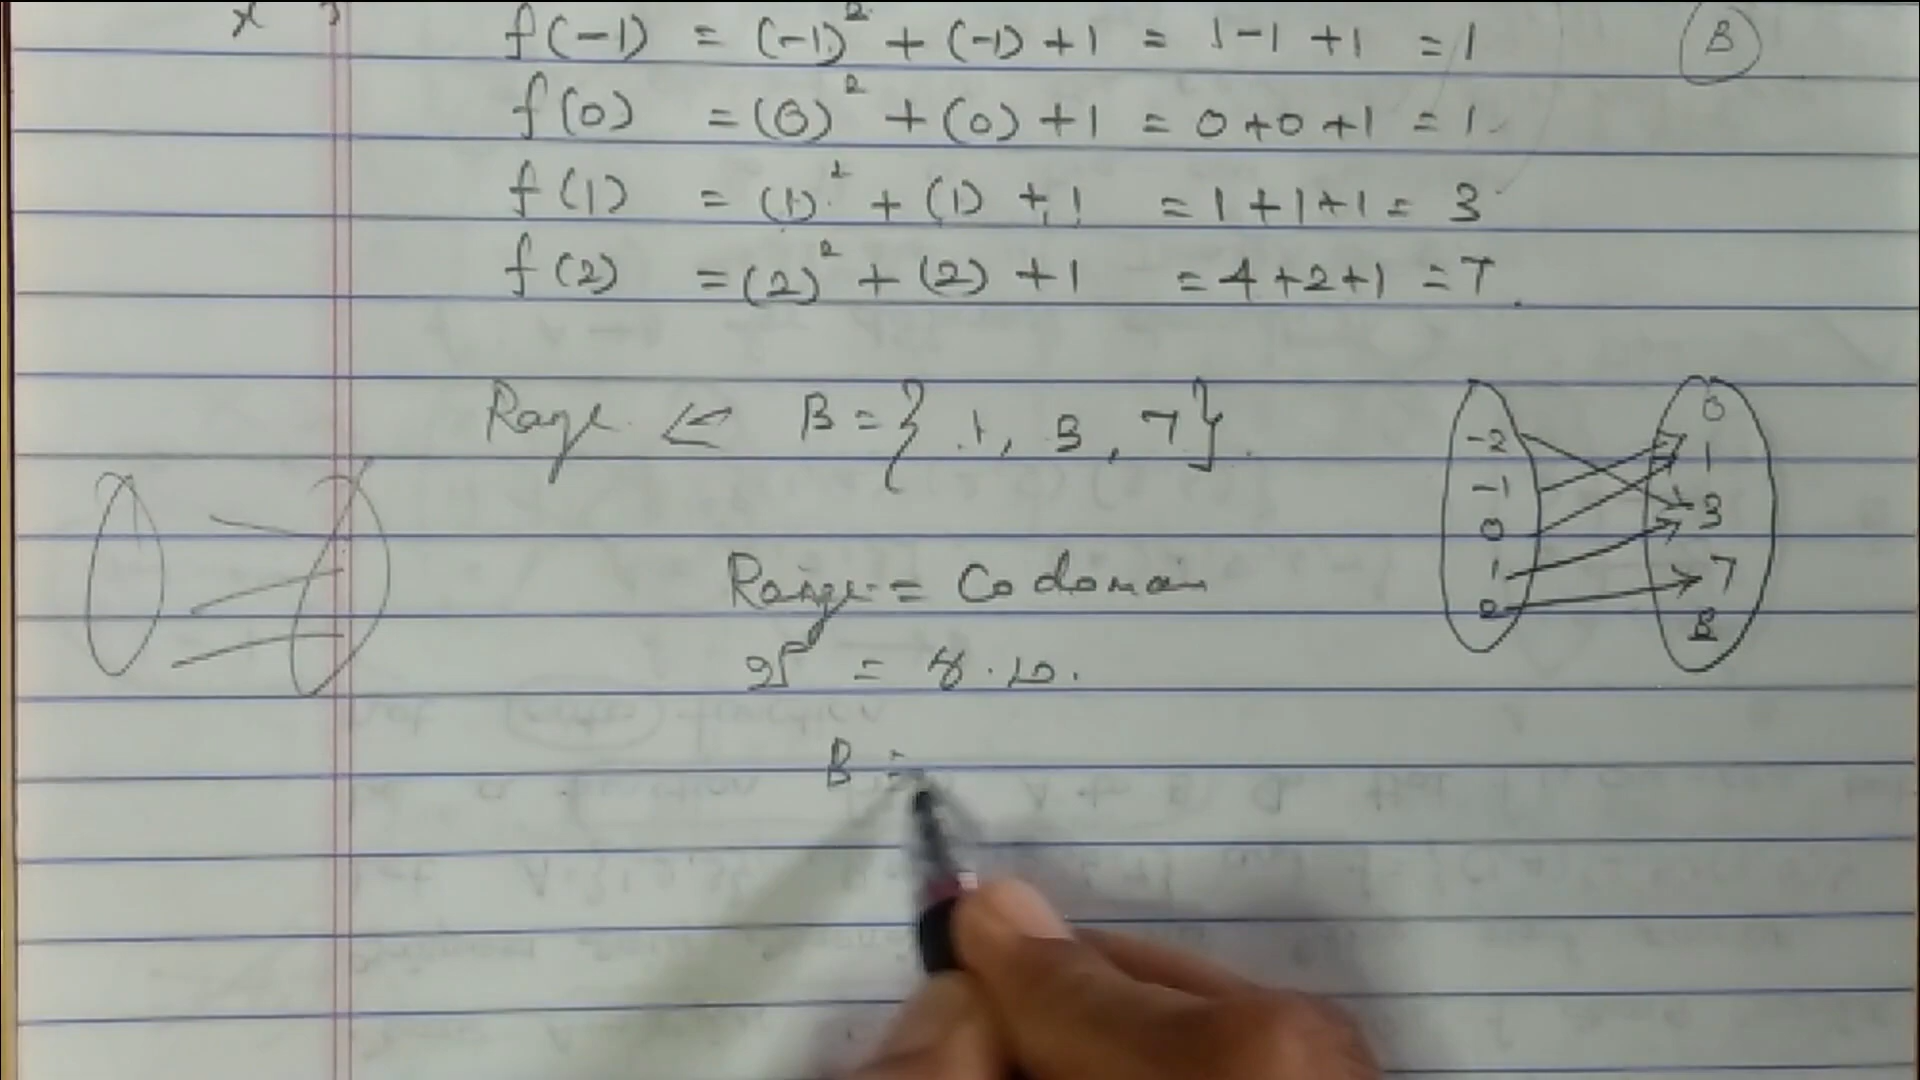 f(-1) = (-1)² + (-1) + 1 = 1 - 1 + 1 = 1
B
f(0) = (0)² + (0) + 1 = 0 + 0 + 1 = 1
f(1) = (1)² + (1) + 1 = 1 + 1 + 1 = 3
f(2) = (2)² + (2) + 1 = 4 + 2 + 1 = 7
Range B = { 1, 3, 7 }
-2
-1
0
1
2
0
1
3
7
B
Range = Codomain
B =